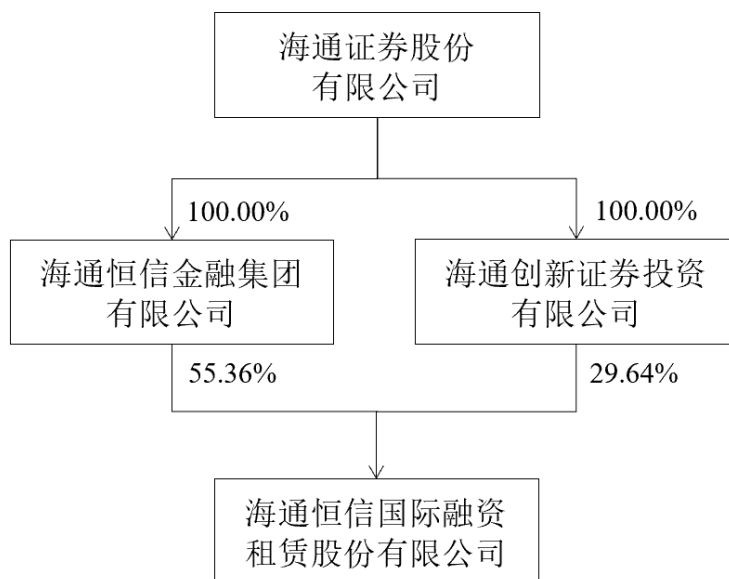 海通证券股份
有限公司
100.00%
100.00%
海通恒信金融集团
有限公司
海通创新证券投资
有限公司
55.36%
29.64%
海通恒信国际融资
租赁股份有限公司